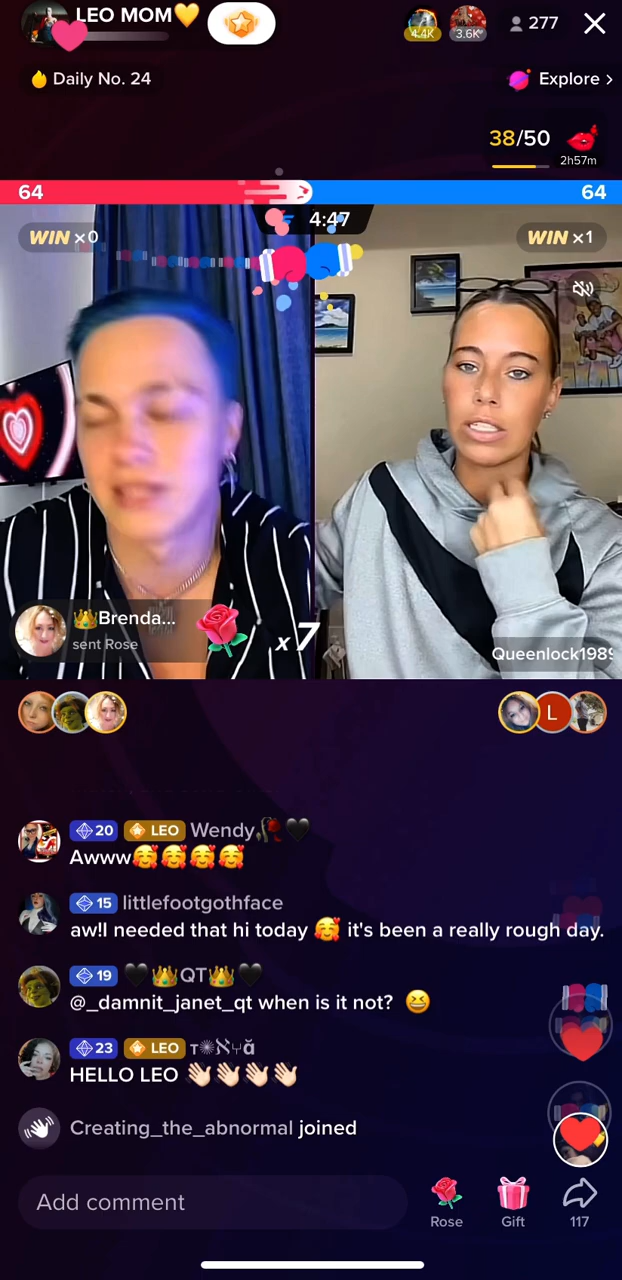 LEO MOM💛
4.4K
3.6K
277
Daily No. 24
Explore >
38/50
2h57m
64
64
4:47
WIN x0
WIN x1
👑Brenda...
sent Rose
x7
Queenlock1989
L
20 LEO Wendy🥀🖤
Awww🥰🥰🥰🥰
15 littlefootgothface
aw!I needed that hi today 🥰 it's been a really rough day.
19 🖤👑QT👑🖤
@_damnit_janet_qt when is it not? 😆
23 LEO
HELLO LEO 👋🏻👋🏻👋🏻👋🏻
Creating_the_abnormal joined
Add comment
Rose
Gift
117